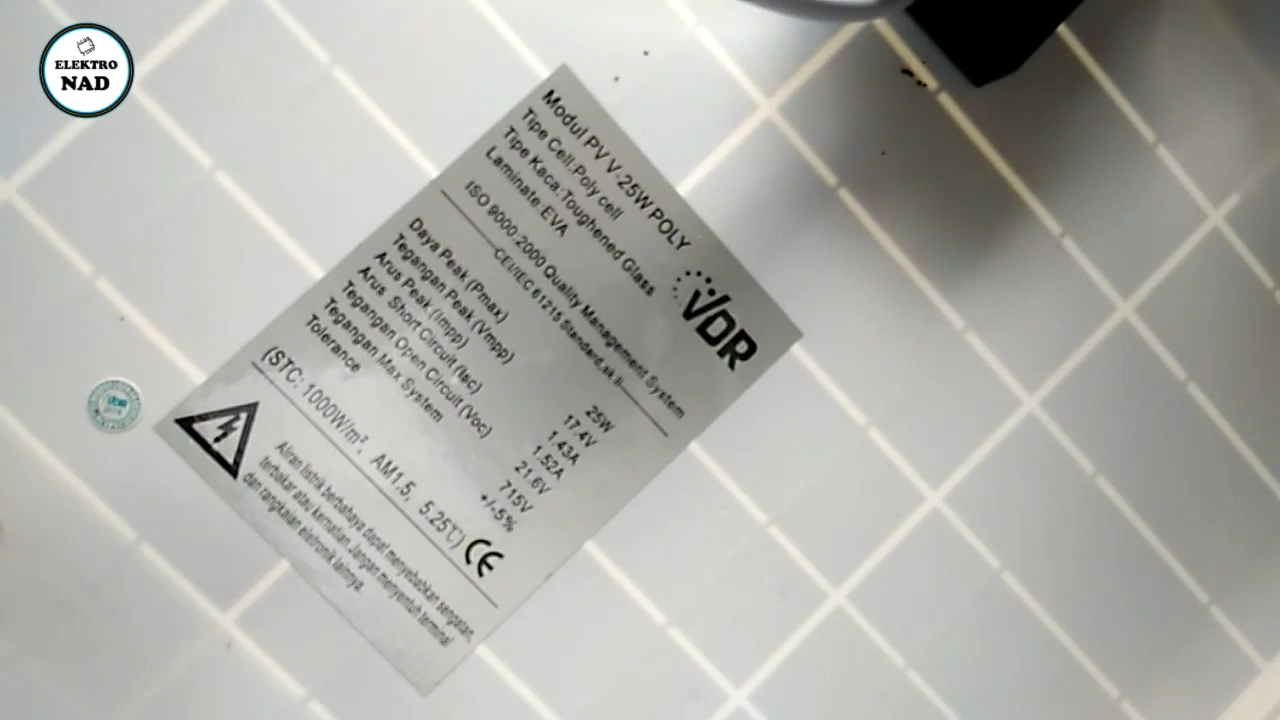 ELEKTRO
NAD
Modul PV V-25W POLY
Tipe Cell:Poly cell
Tipe Kaca:Toughened Glass
Laminate:EVA
VDR
ISO 9000:2000 Quality Management System
CEI/IEC 61215 Standard,sk II
Daya Peak (Pmax) 25W
Tegangan Peak (Vmpp) 17.4V
Arus Peak (Impp) 1.43A
Arus Short Circuit (Isc) 1.52A
Tegangan Open Circuit (Voc) 21.6V
Tegangan Max System 715V
Tolerance +/-5%
(STC: 1000W/m², AM1.5, 5.25℃) CE
Aliran listrik berbahaya dapat menyebabkan sengatan,
terbakar atau kematian.Jangan menyentuh terminal
dan rangkaian eletronik lainnya.